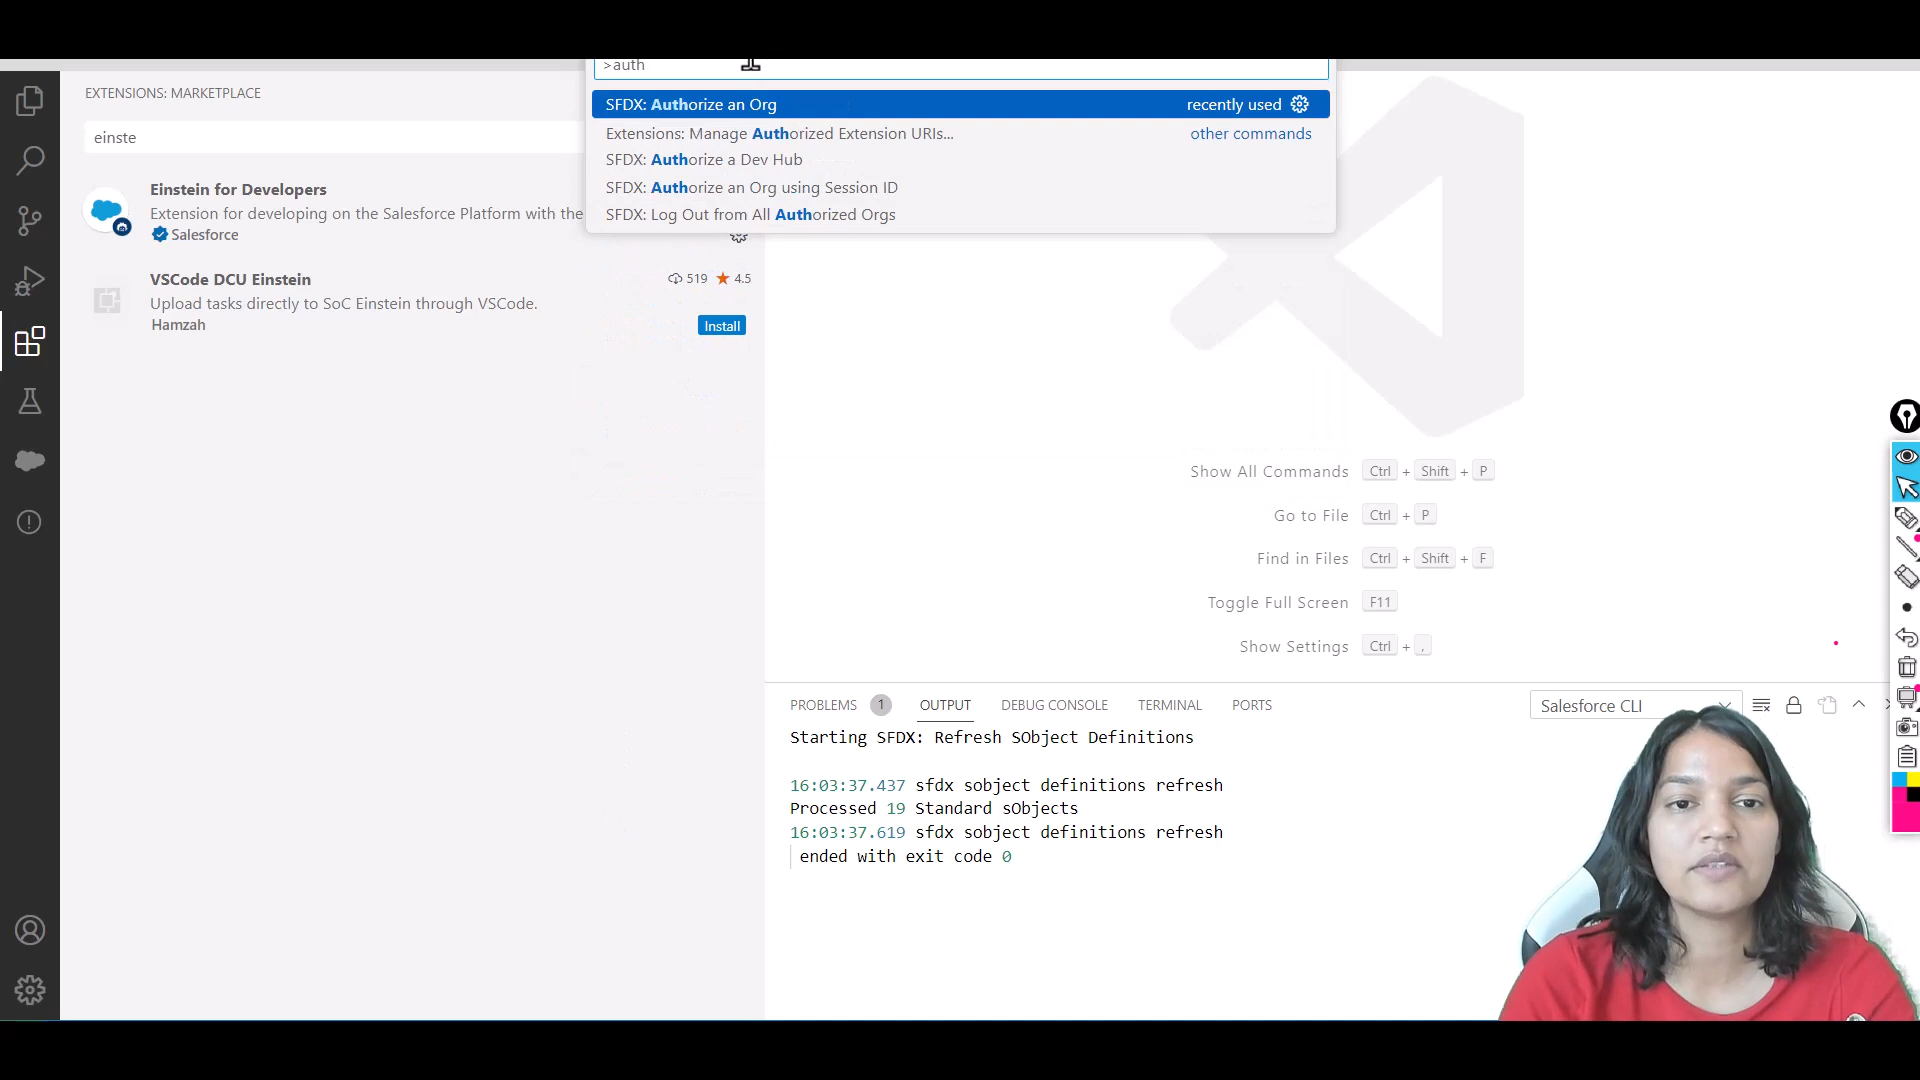 >auth
SFDX: Authorize an Org
recently used
Extensions: Manage Authorized Extension URIs...
other commands
SFDX: Authorize a Dev Hub
SFDX: Authorize an Org using Session ID
SFDX: Log Out from All Authorized Orgs
EXTENSIONS: MARKETPLACE
einste
Einstein for Developers
Extension for developing on the Salesforce Platform with the
Salesforce
VSCode DCU Einstein
519 4.5
Upload tasks directly to SoC Einstein through VSCode.
Hamzah
Install
Show All Commands Ctrl + Shift + P
Go to File Ctrl + P
Find in Files Ctrl + Shift + F
Toggle Full Screen F11
Show Settings Ctrl + ,
PROBLEMS 1 OUTPUT DEBUG CONSOLE TERMINAL PORTS
Salesforce CLI
Starting SFDX: Refresh SObject Definitions
16:03:37.437 sfdx sobject definitions refresh
Processed 19 Standard sObjects
16:03:37.619 sfdx sobject definitions refresh
ended with exit code 0